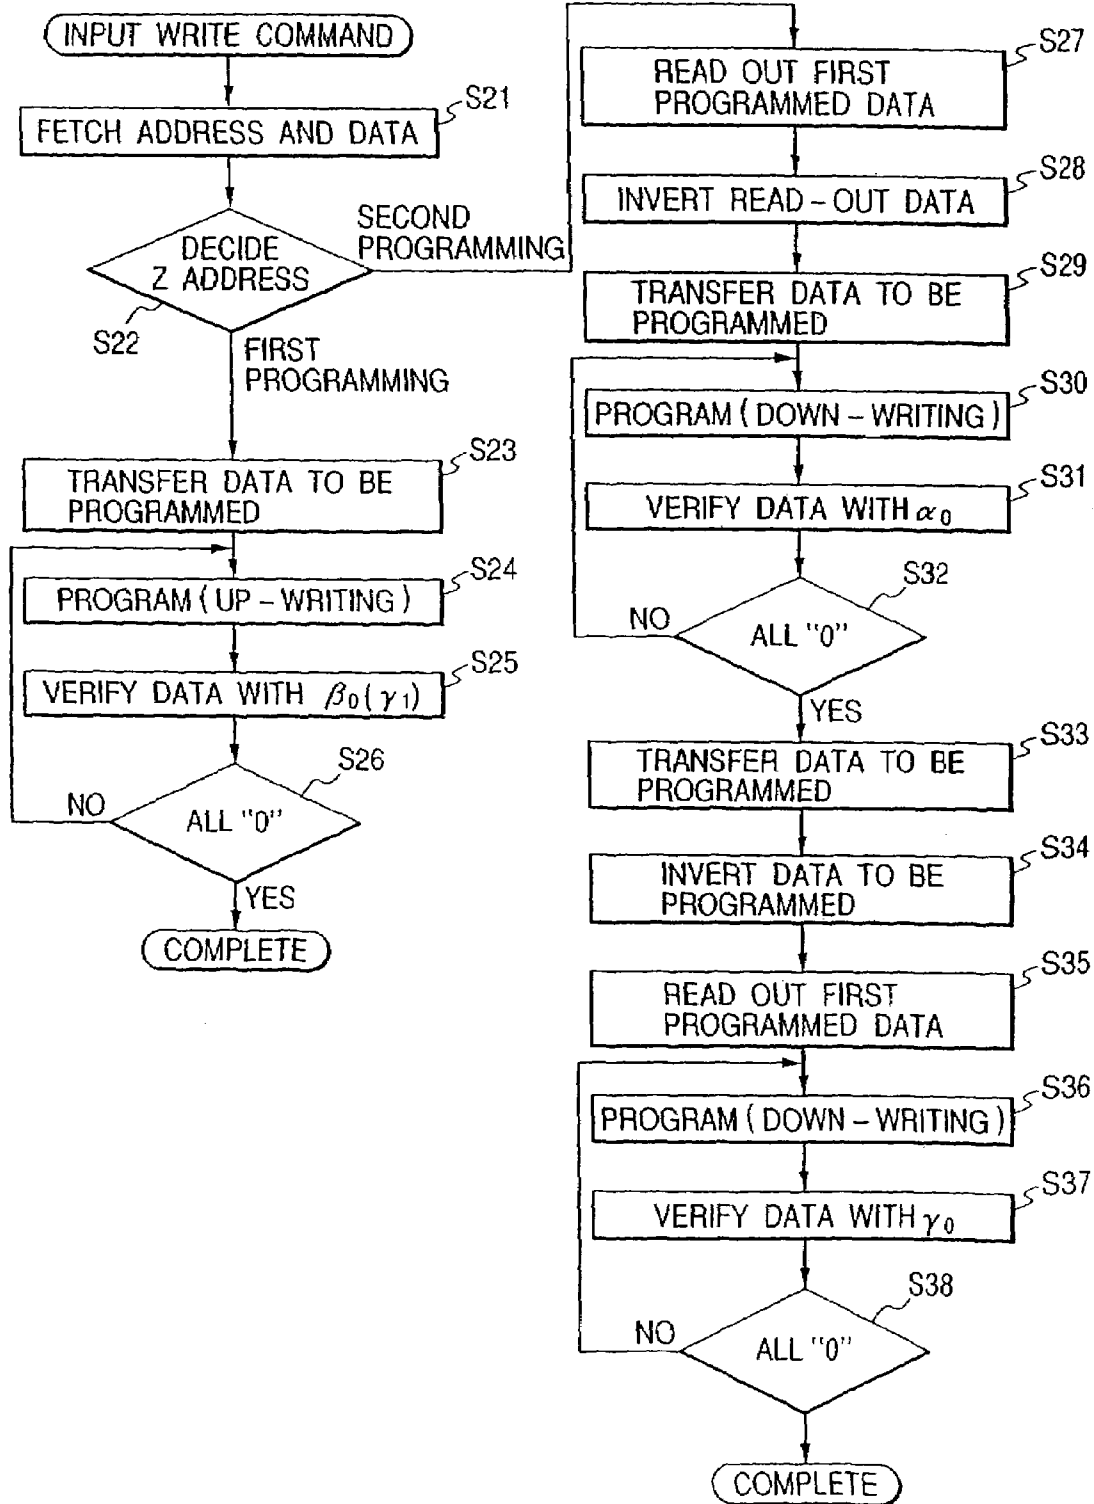 INPUT WRITE COMMAND
S21
FETCH ADDRESS AND DATA
DECIDE
Z ADDRESS
S22
SECOND
PROGRAMMING
FIRST
PROGRAMMING
S23
TRANSFER DATA TO BE
PROGRAMMED
S24
PROGRAM (UP-WRITING)
S25
VERIFY DATA WITH β0(γ1)
S26
ALL "0"
NO
YES
COMPLETE
S27
READ OUT FIRST
PROGRAMMED DATA
S28
INVERT READ-OUT DATA
S29
TRANSFER DATA TO BE
PROGRAMMED
S30
PROGRAM (DOWN-WRITING)
S31
VERIFY DATA WITH α0
S32
ALL "0"
NO
YES
S33
TRANSFER DATA TO BE
PROGRAMMED
S34
INVERT DATA TO BE
PROGRAMMED
S35
READ OUT FIRST
PROGRAMMED DATA
S36
PROGRAM (DOWN-WRITING)
S37
VERIFY DATA WITH γ0
S38
ALL "0"
NO
COMPLETE